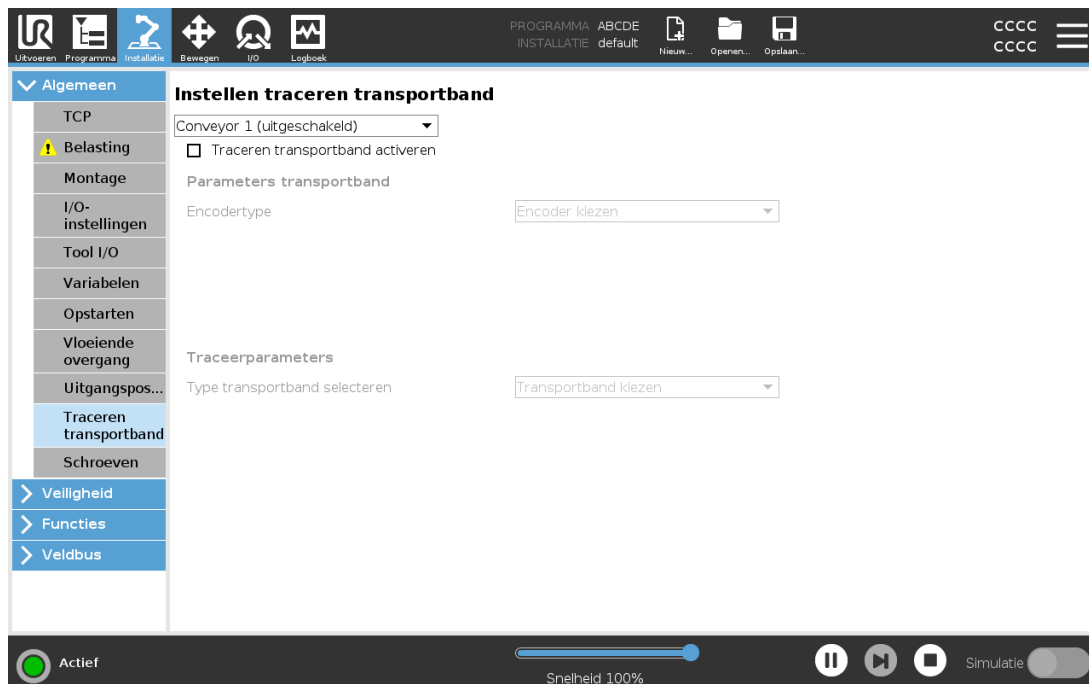 PROGRAMMA ABCDE
INSTALLATIE default
CCCC
CCCC
Uitvoeren Programma Installatie Bewegen I/O Logboek Nieuw... Openen... Opslaan...
Algemeen
TCP
Belasting
Montage
I/O-
instellingen
Tool I/O
Variabelen
Opstarten
Vloeiende
overgang
Uitgangspos...
Traceren
transportband
Schroeven
Veiligheid
Functies
Veldbus
Instellen traceren transportband
Conveyor 1 (uitgeschakeld)
Traceren transportband activeren
Parameters transportband
Encodertype Encoder klezen
Traceerparameters
Type transportband selecteren Transportband klezen
Actief
Snelheid 100%
Simulatie